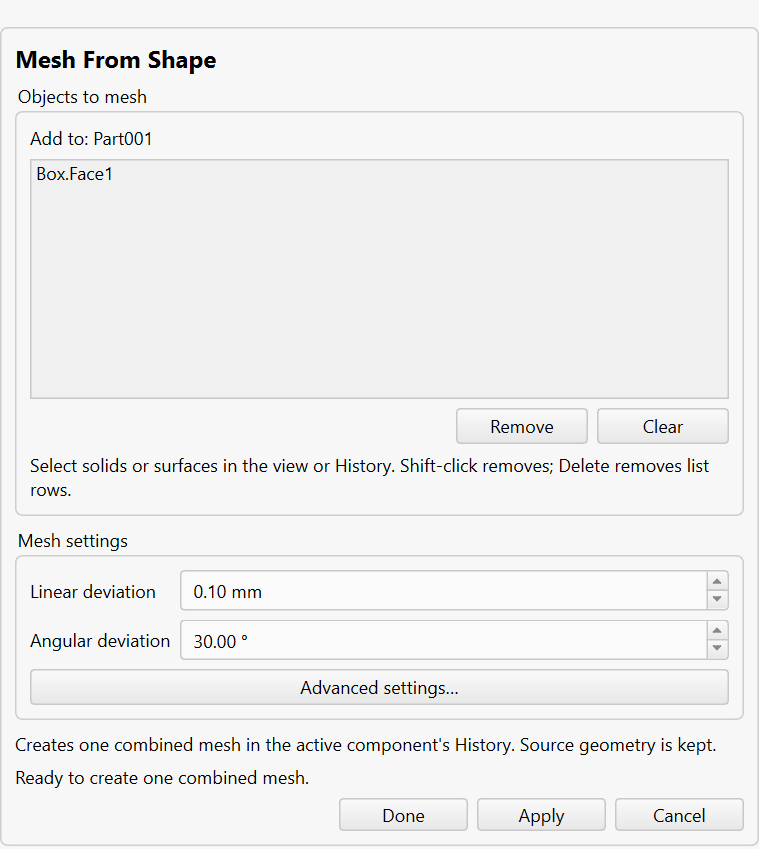 Mesh From Shape
Objects to mesh
Add to: Part001
Box.Face1
Remove
Clear
Select solids or surfaces in the view or History. Shift-click removes; Delete removes list
rows.
Mesh settings
Linear deviation
0.10 mm
Angular deviation
30.00 °
Advanced settings...
Creates one combined mesh in the active component's History. Source geometry is kept.
Ready to create one combined mesh.
Done
Apply
Cancel